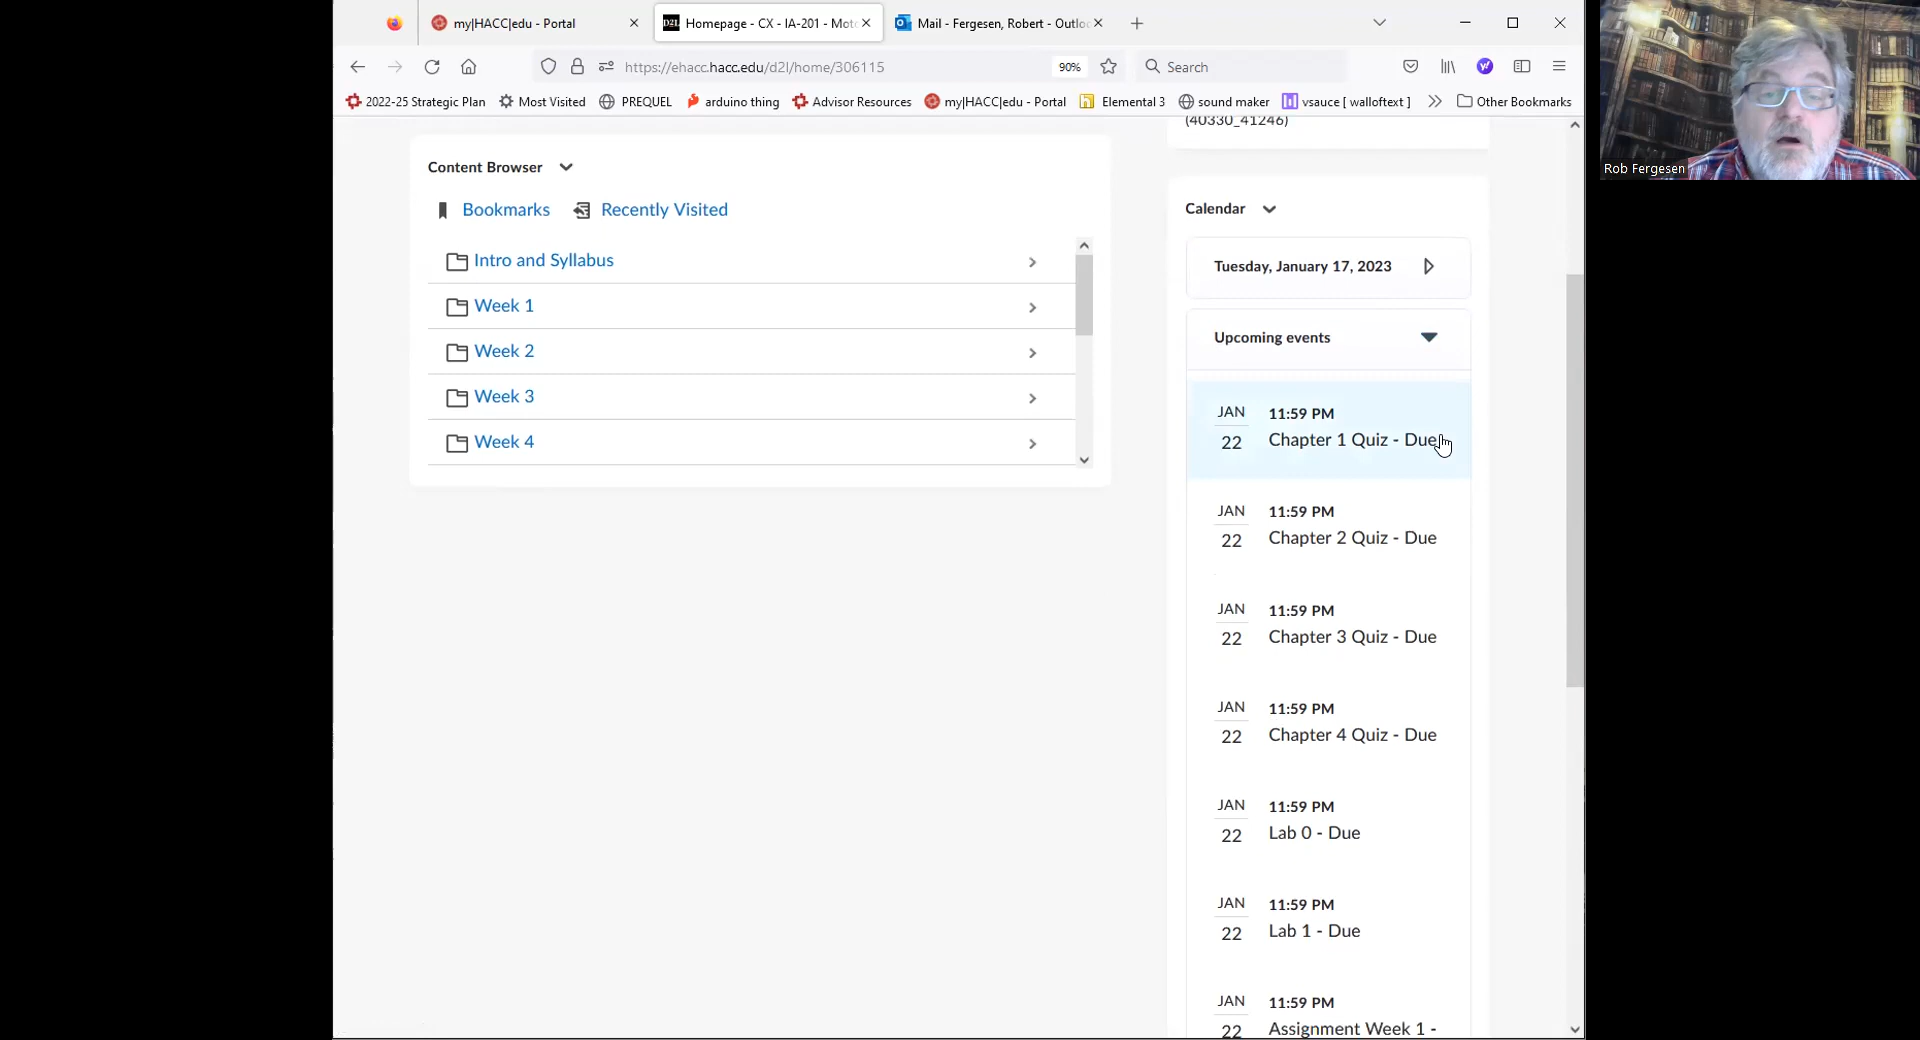 my|HACC|edu - Portal
Homepage - CX - IA-201 - Mot
Mail - Fergesen, Robert - Outlo
https://ehacc.hacc.edu/d2l/home/306115
90%
Search
2022-25 Strategic Plan
Most Visited
PREQUEL
arduino thing
Advisor Resources
my|HACC|edu - Portal
Elemental 3
sound maker
vsauce [ walloftext ]
Other Bookmarks
Rob Fergesen
(40330_41246)
Content Browser
Bookmarks
Recently Visited
Intro and Syllabus
Week 1
Week 2
Week 3
Week 4
Calendar
Tuesday, January 17, 2023
Upcoming events
JAN
22
11:59 PM
Chapter 1 Quiz - Due
JAN
22
11:59 PM
Chapter 2 Quiz - Due
JAN
22
11:59 PM
Chapter 3 Quiz - Due
JAN
22
11:59 PM
Chapter 4 Quiz - Due
JAN
22
11:59 PM
Lab 0 - Due
JAN
22
11:59 PM
Lab 1 - Due
JAN
22
11:59 PM
Assignment Week 1 -